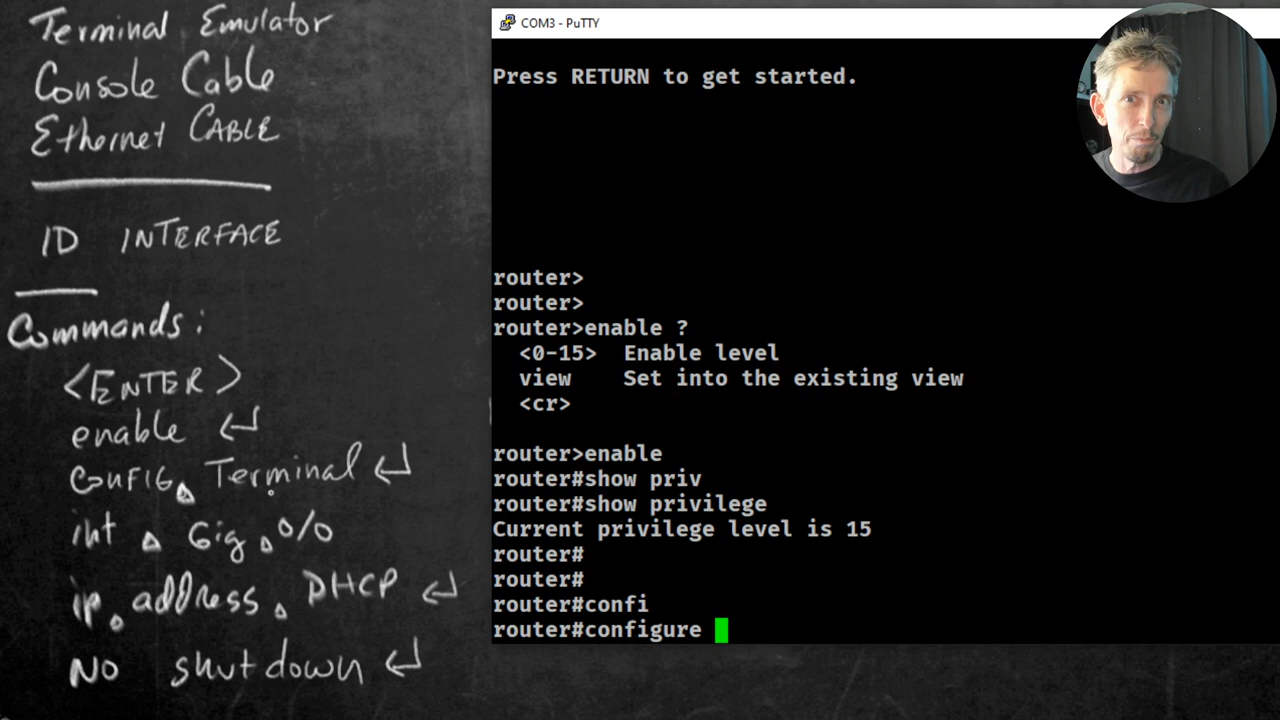 Terminal Emulator
Console Cable
Ethernet CABLE
ID INTERFACE
Commands:
<ENTER>
enable ↵
CONFIG△Terminal ↵
int △ Gig △0/0
ip△address△DHCP ↵
NO shutdown ↵
COM3 - PuTTY
Press RETURN to get started.
router>
router>
router>enable ?
<0-15> Enable level
view Set into the existing view
<cr>
router>enable
router#show priv
router#show privilege
Current privilege level is 15
router#
router#
router#confi
router#configure